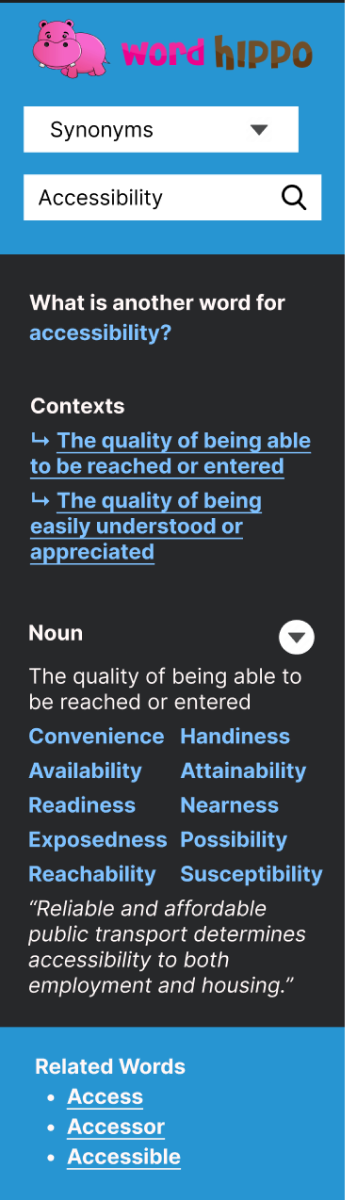 word hippo
Synonyms
Accessibility
What is another word for
accessibility?
Contexts
↳ The quality of being able
to be reached or entered
↳ The quality of being
easily understood or
appreciated
Noun
The quality of being able to
be reached or entered
Convenience Handiness
Availability Attainability
Readiness Nearness
Exposedness Possibility
Reachability Susceptibility
“Reliable and affordable
public transport determines
accessibility to both
employment and housing.”
Related Words
• Access
• Accessor
• Accessible